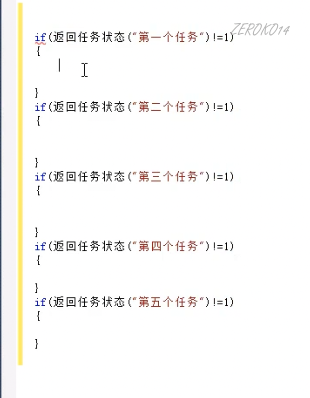 ZEROKO14
if(返回任务状态("第一个任务")!=1)
{
}
if(返回任务状态("第二个任务")!=1)
{
}
if(返回任务状态("第三个任务")!=1)
{
}
if(返回任务状态("第四个任务")!=1)
{
}
if(返回任务状态("第五个任务")!=1)
{
}